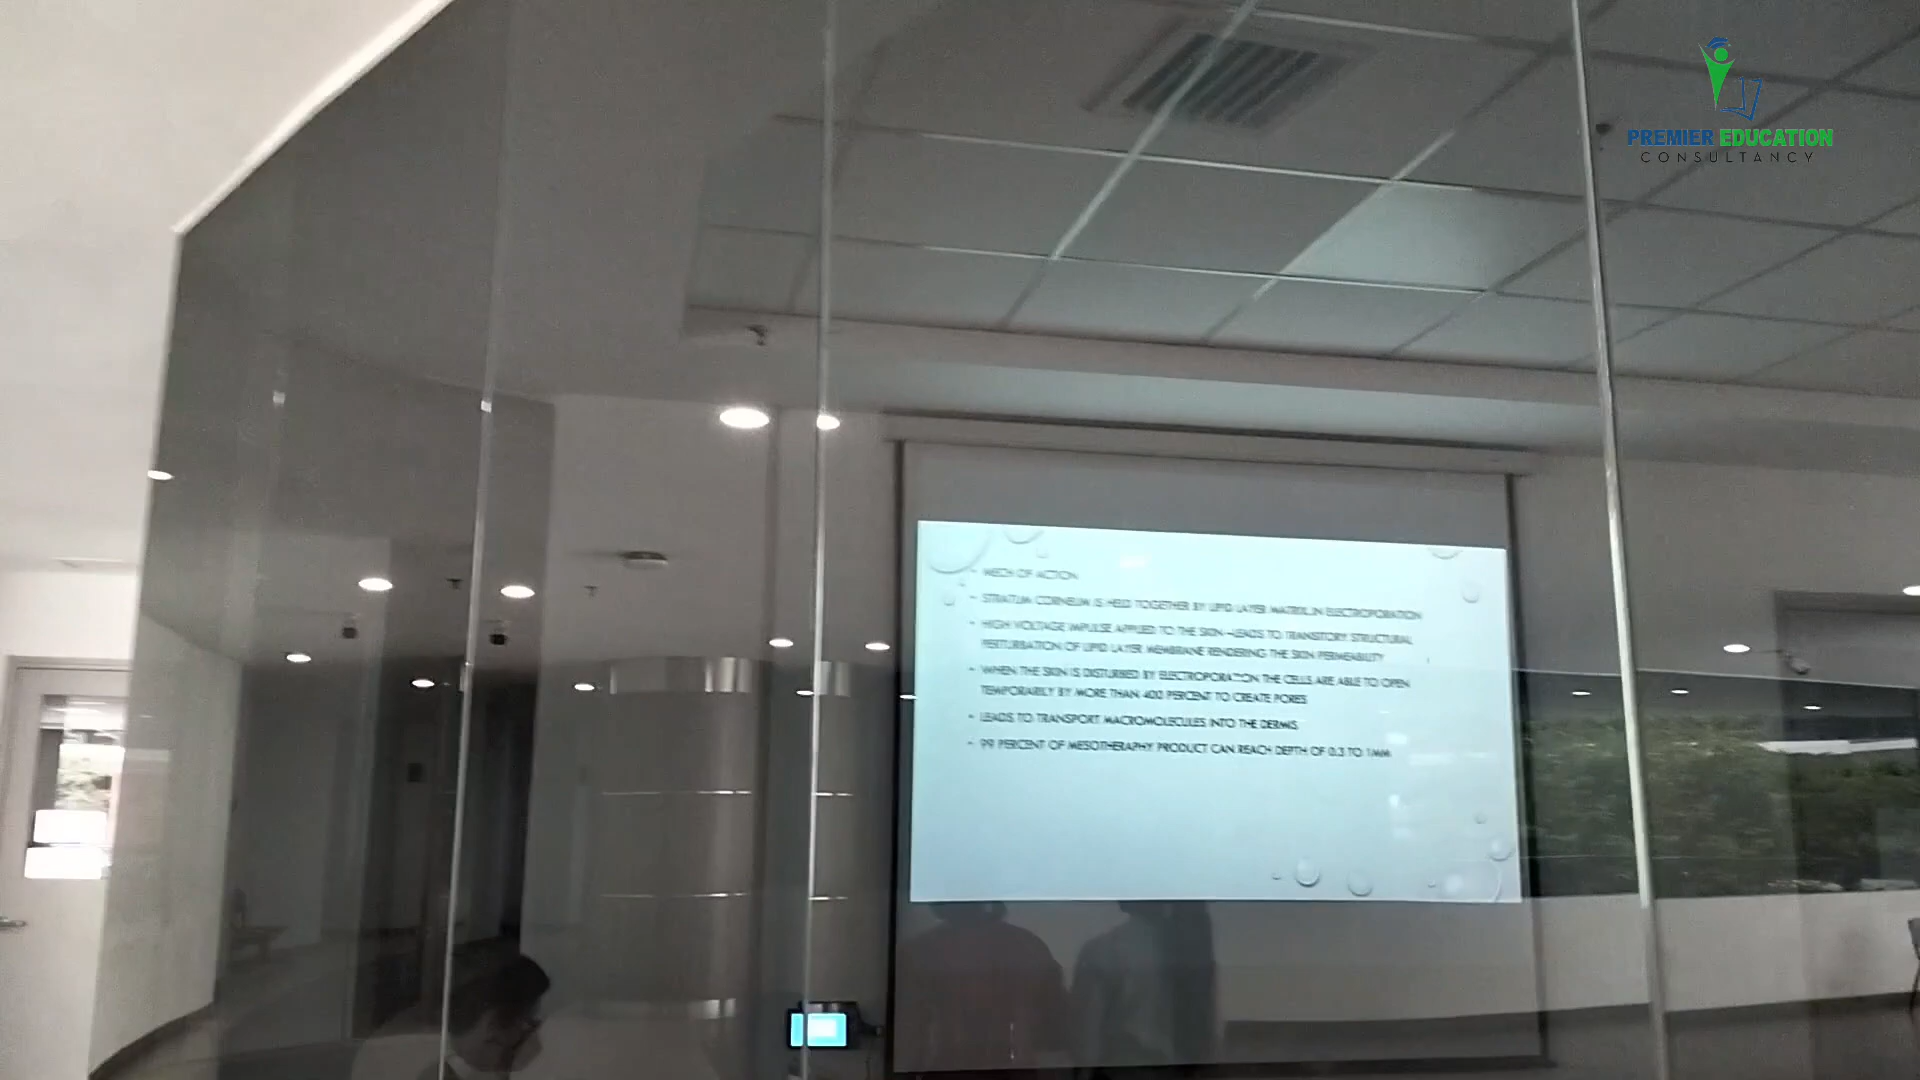 PREMIER EDUCATION
CONSULTANCY
- MECH OF ACTION
- STRATUM CORNEUM IS HELD TOGETHER BY LIPID LAYER MATRIX.IN ELECTROPORATION
- HIGH VOLTAGE IMPULSE APPLIED TO THE SKIN –LEADS TO TRANSITORY STRUCTURAL
PERTURBATION OF LIPID LAYER MEMBRANE RENDERING THE SKIN PERMEABILITY
- WHEN THE SKIN IS DISTURBED BY ELECTROPORATION THE CELLS ARE ABLE TO OPEN
TEMPORARILY BY MORE THAN 400 PERCENT TO CREATE PORES
- LEADS TO TRANSPORT MACROMOLECULES INTO THE DERMIS
- 99 PERCENT OF MESOTHERAPHY PRODUCT CAN REACH DEPTH OF 0.3 TO 1MM